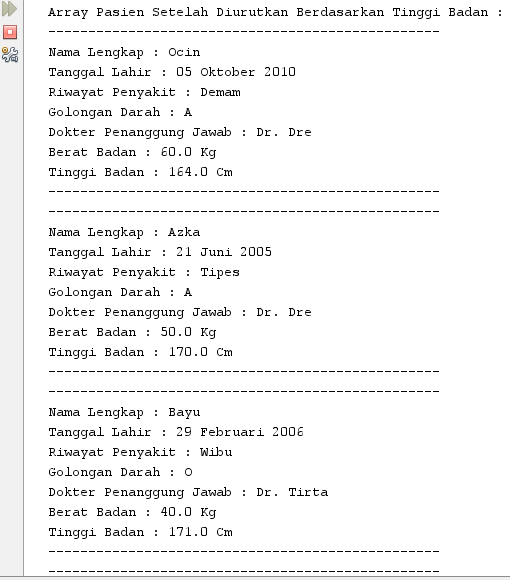 Array Pasien Setelah Diurutkan Berdasarkan Tinggi Badan :
-------------------------------------------------
Nama Lengkap : Ocin
Tanggal Lahir : 05 Oktober 2010
Riwayat Penyakit : Demam
Golongan Darah : A
Dokter Penanggung Jawab : Dr. Dre
Berat Badan : 60.0 Kg
Tinggi Badan : 164.0 Cm
-------------------------------------------------
-------------------------------------------------
Nama Lengkap : Azka
Tanggal Lahir : 21 Juni 2005
Riwayat Penyakit : Tipes
Golongan Darah : A
Dokter Penanggung Jawab : Dr. Dre
Berat Badan : 50.0 Kg
Tinggi Badan : 170.0 Cm
-------------------------------------------------
-------------------------------------------------
Nama Lengkap : Bayu
Tanggal Lahir : 29 Februari 2006
Riwayat Penyakit : Wibu
Golongan Darah : O
Dokter Penanggung Jawab : Dr. Tirta
Berat Badan : 40.0 Kg
Tinggi Badan : 171.0 Cm
-------------------------------------------------
-------------------------------------------------